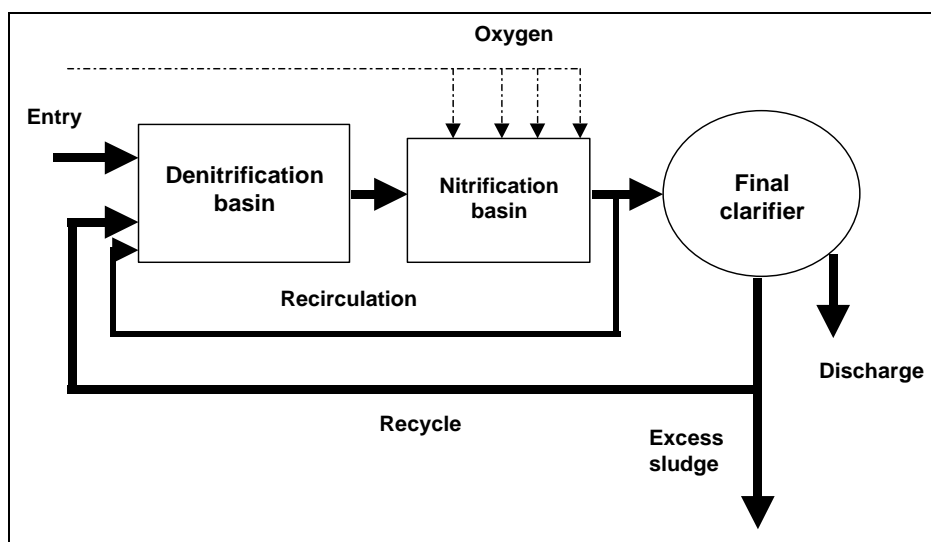 Oxygen
Entry
Denitrification
basin
Nitrification
basin
Final
clarifier
Recirculation
Discharge
Recycle
Excess
sludge